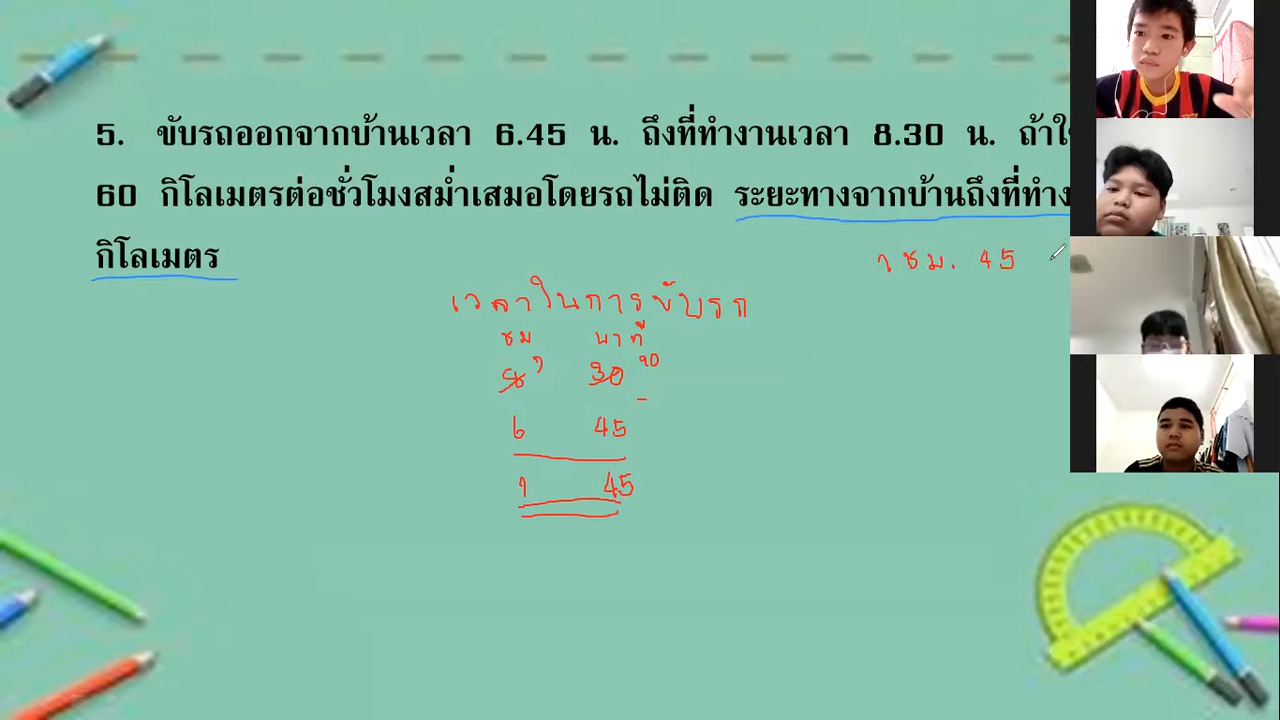 5. ขับรถออกจากบ้านเวลา 6.45 น. ถึงที่ทำงานเวลา 8.30 น. ถ้า
60 กิโลเมตรต่อชั่วโมงสม่ำเสมอโดยรถไม่ติด ระยะทางจากบ้านถึงที่ทำ
กิโลเมตร
1 ชม. 45
เวลาในการขับรถ
ชม นาที
8 7 30 90
6 45 -
1 45